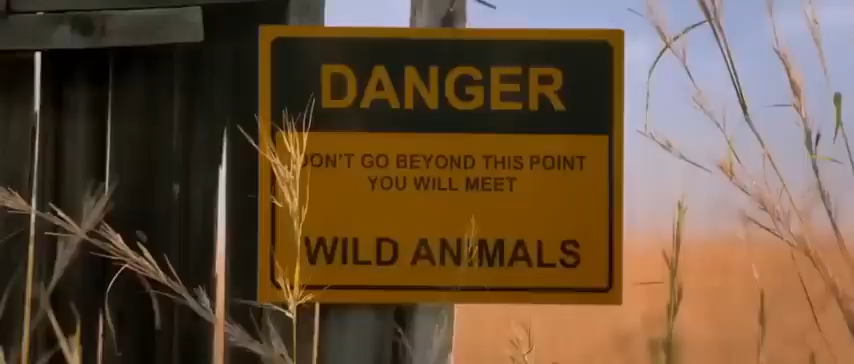 DANGER
DON'T GO BEYOND THIS POINT
YOU WILL MEET
WILD ANIMALS